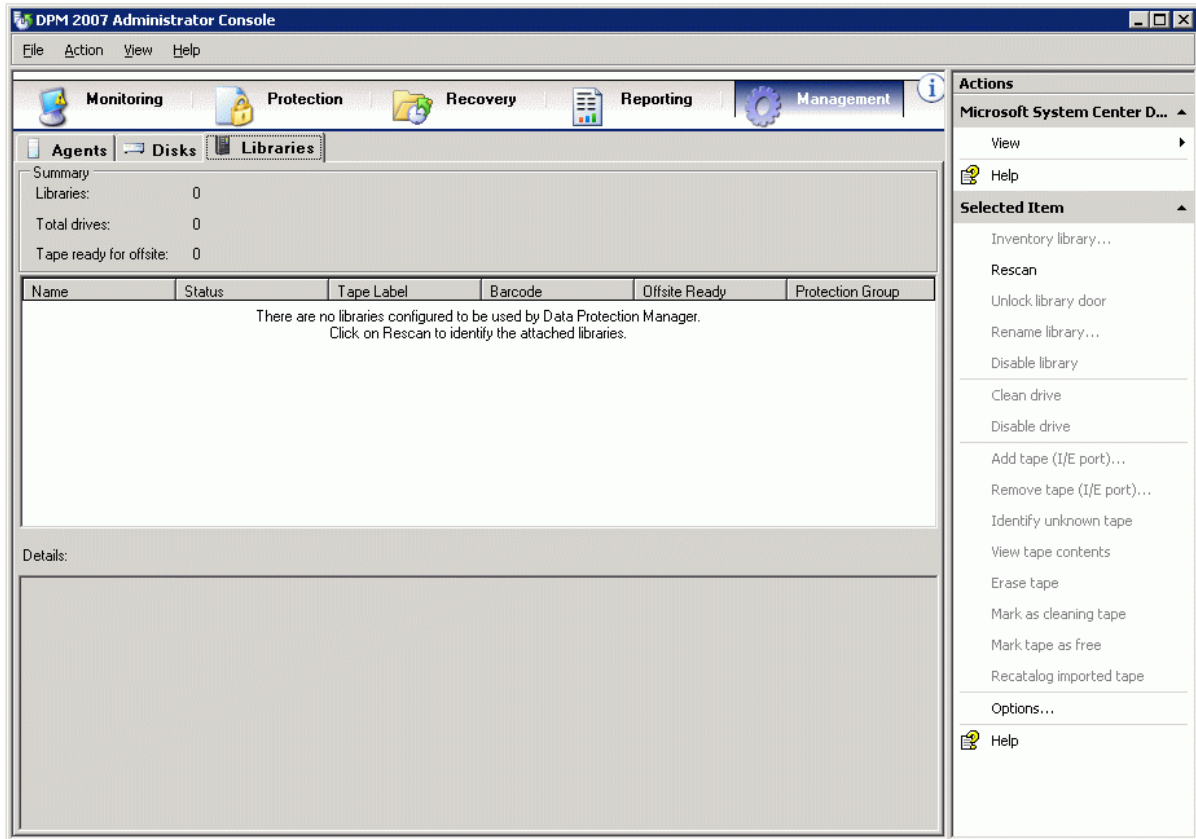 DPM 2007 Administrator Console
File Action View Help
Monitoring Protection Recovery Reporting Management
Agents Disks Libraries
Summary
Libraries: 0
Total drives: 0
Tape ready for offsite: 0
Name Status Tape Label Barcode Offsite Ready Protection Group
There are no libraries configured to be used by Data Protection Manager.
Click on Rescan to identify the attached libraries.
Details:
Actions
Microsoft System Center D...
View
Help
Selected Item
Inventory library...
Rescan
Unlock library door
Rename library...
Disable library
Clean drive
Disable drive
Add tape (I/E port)...
Remove tape (I/E port)...
Identify unknown tape
View tape contents
Erase tape
Mark as cleaning tape
Mark tape as free
Recatalog imported tape
Options...
Help